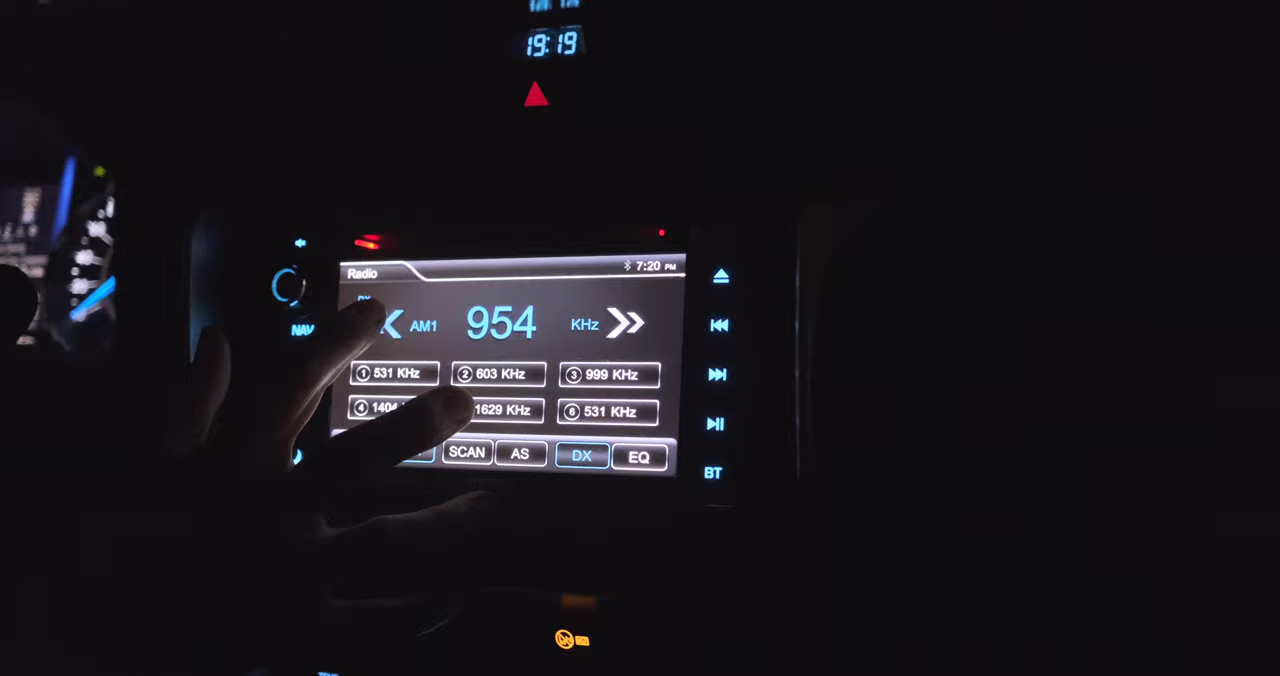 19:19
Radio
7:20 PM
DX
AM1 954 KHz
NAV
1 531 KHz 2 603 KHz 3 999 KHz
4 1404 1629 KHz 6 531 KHz
SCAN AS DX EQ
BT